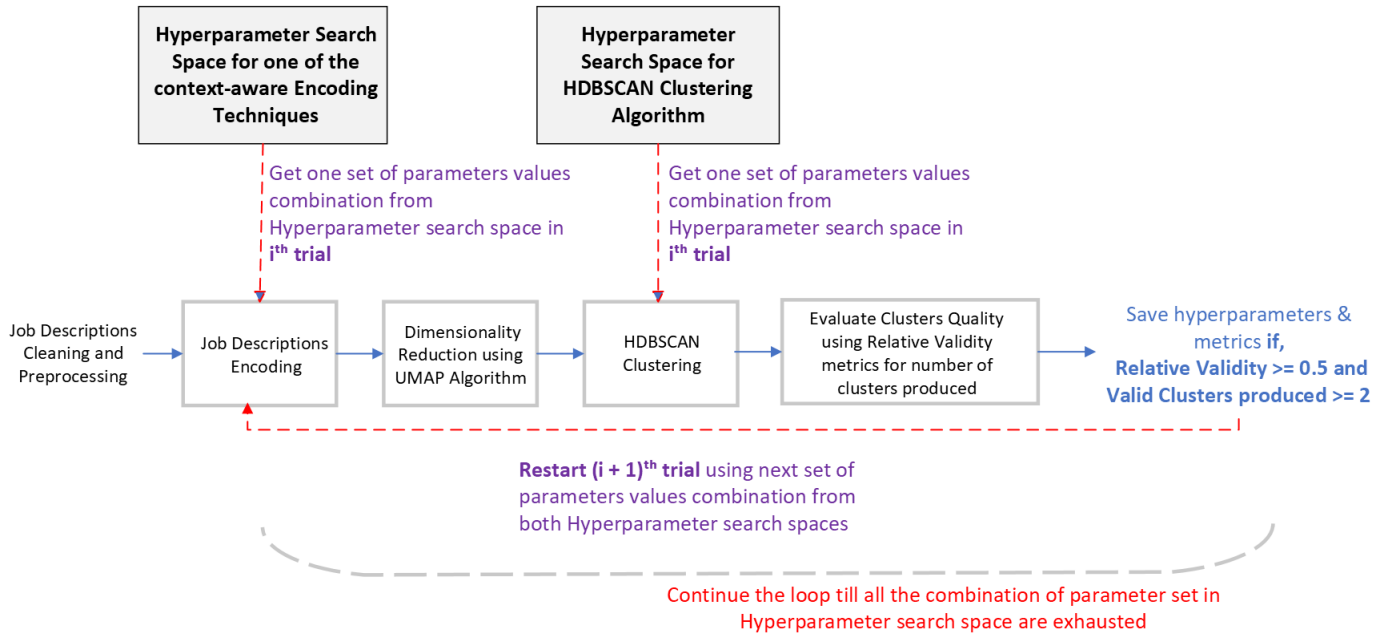 Hyperparameter Search
Space for one of the
context-aware Encoding
Techniques
Hyperparameter
Search Space for
HDBSCAN Clustering
Algorithm
Get one set of parameters values
combination from
Hyperparameter search space in
i^th trial
Get one set of parameters values
combination from
Hyperparameter search space in
i^th trial
Job Descriptions
Cleaning and
Preprocessing
Job Descriptions
Encoding
Dimensionality
Reduction using
UMAP Algorithm
HDBSCAN
Clustering
Evaluate Clusters Quality
using Relative Validity
metrics for number of
clusters produced
Save hyperparameters &
metrics if,
Relative Validity >= 0.5 and
Valid Clusters produced >= 2
Restart (i + 1)^th trial using next set of
parameters values combination from
both Hyperparameter search spaces
Continue the loop till all the combination of parameter set in
Hyperparameter search space are exhausted